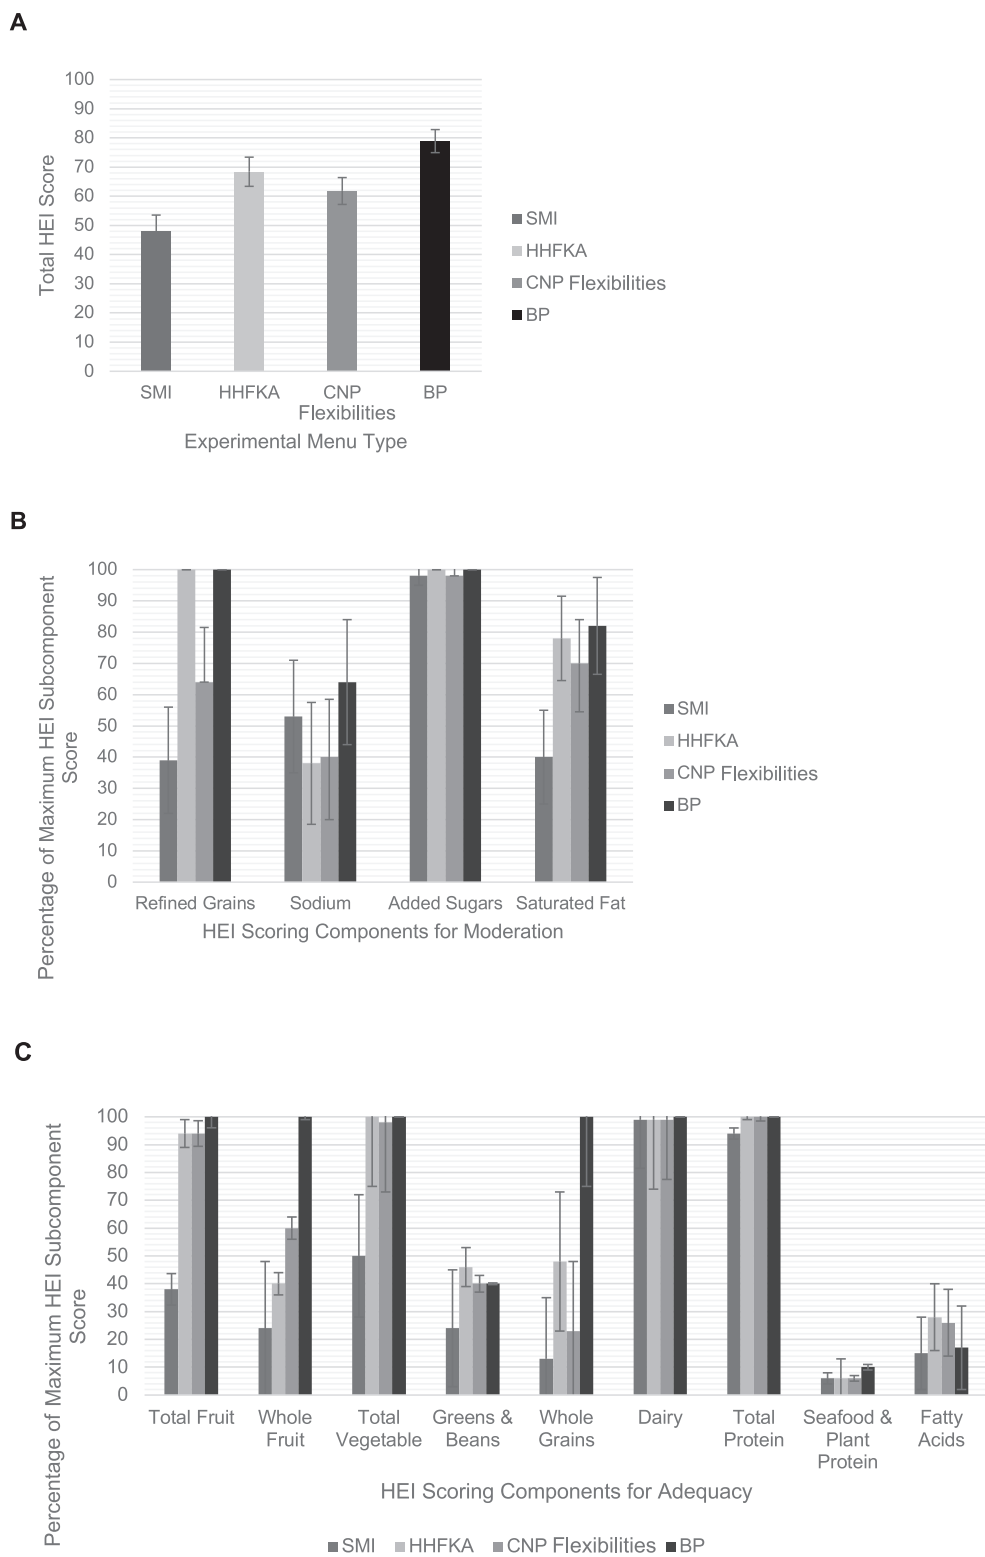 A
100
90
80
70
60
50
40
30
20
10
0
Total HEI Score
SMI
HHFKA
CNP
Flexibilities
BP
Experimental Menu Type
SMI
HHFKA
CNP Flexibilities
BP
B
100
90
80
70
60
50
40
30
20
10
0
Percentage of Maximum HEI Subcomponent
Score
Refined Grains
Sodium
Added Sugars
Saturated Fat
HEI Scoring Components for Moderation
SMI
HHFKA
CNP Flexibilities
BP
C
100
90
80
70
60
50
40
30
20
10
0
Percentage of Maximum HEI Subcomponent
Score
Total Fruit
Whole
Fruit
Total
Vegetable
Greens &
Beans
Whole
Grains
Dairy
Total
Protein
Seafood &
Plant
Protein
Fatty
Acids
HEI Scoring Components for Adequacy
SMI
HHFKA
CNP Flexibilities
BP